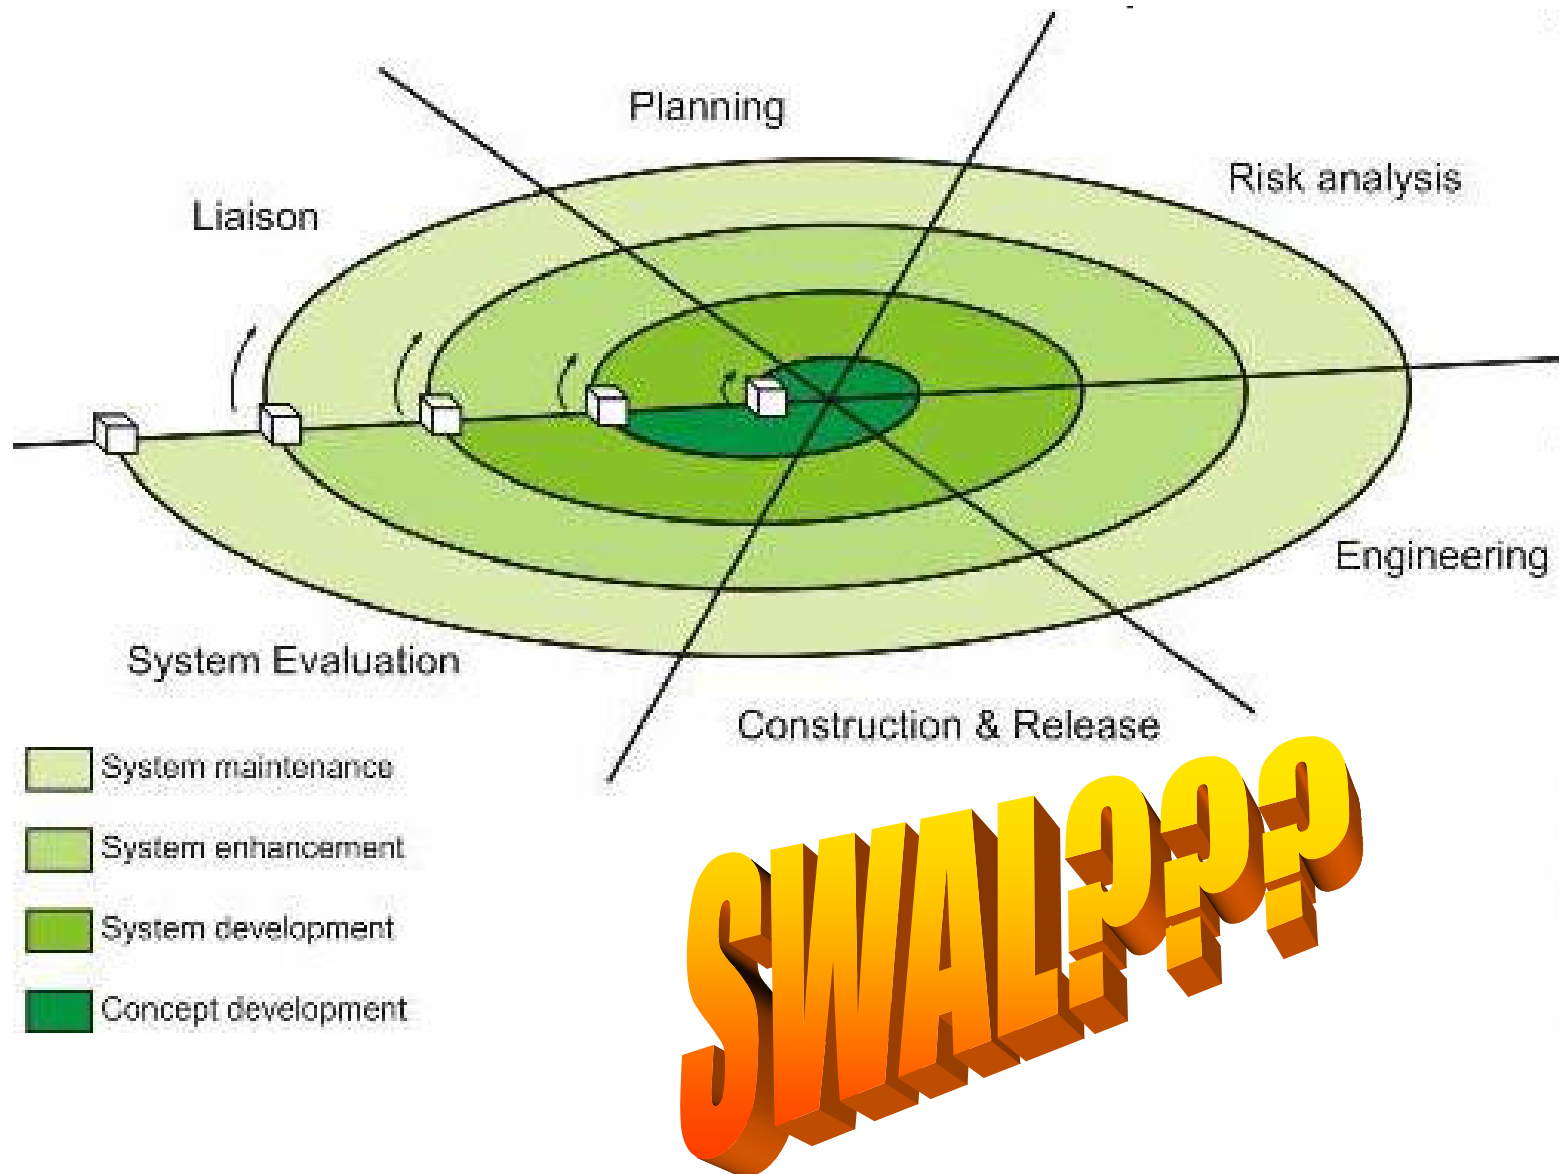 Planning
Risk analysis
Liaison
Engineering
System Evaluation
Construction & Release
System maintenance
System enhancement
System development
Concept development
SWAL???